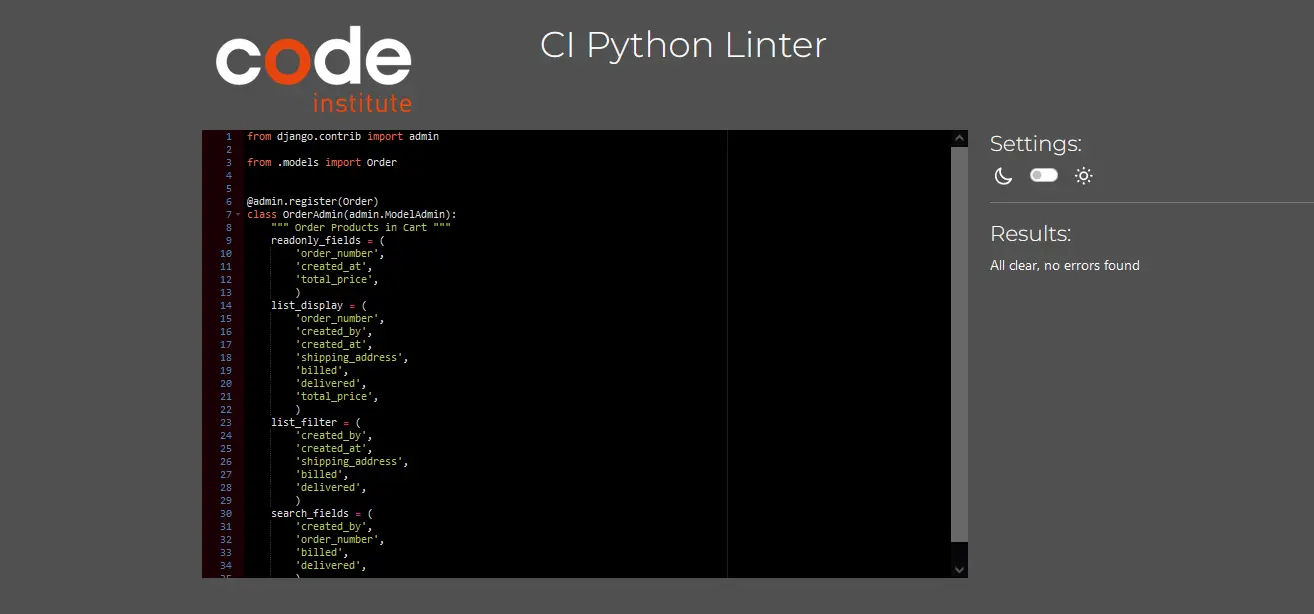 code
institute
CI Python Linter
1 from django.contrib import admin
2
3 from .models import Order
4
5
6 @admin.register(Order)
7 class OrderAdmin(admin.ModelAdmin):
8     """ Order Products in Cart """
9     readonly_fields = (
10         'order_number',
11         'created_at',
12         'total_price',
13         )
14     list_display = (
15         'order_number',
16         'created_by',
17         'created_at',
18         'shipping_address',
19         'billed',
20         'delivered',
21         'total_price',
22         )
23     list_filter = (
24         'created_by',
25         'created_at',
26         'shipping_address',
27         'billed',
28         'delivered',
29         )
30     search_fields = (
31         'created_by',
32         'order_number',
33         'billed',
34         'delivered',
35         )
Settings:
Results:
All clear, no errors found